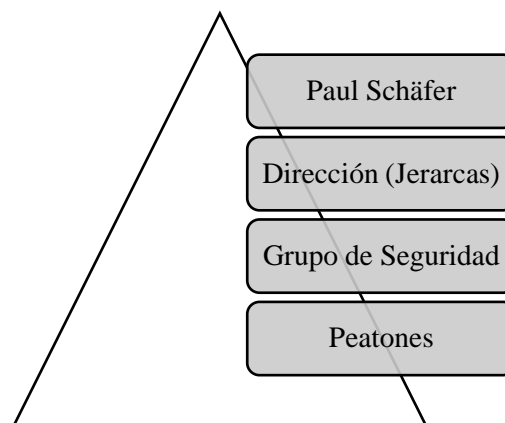 Paul Schäfer
Dirección (Jerarcas)
Grupo de Seguridad
Peatones